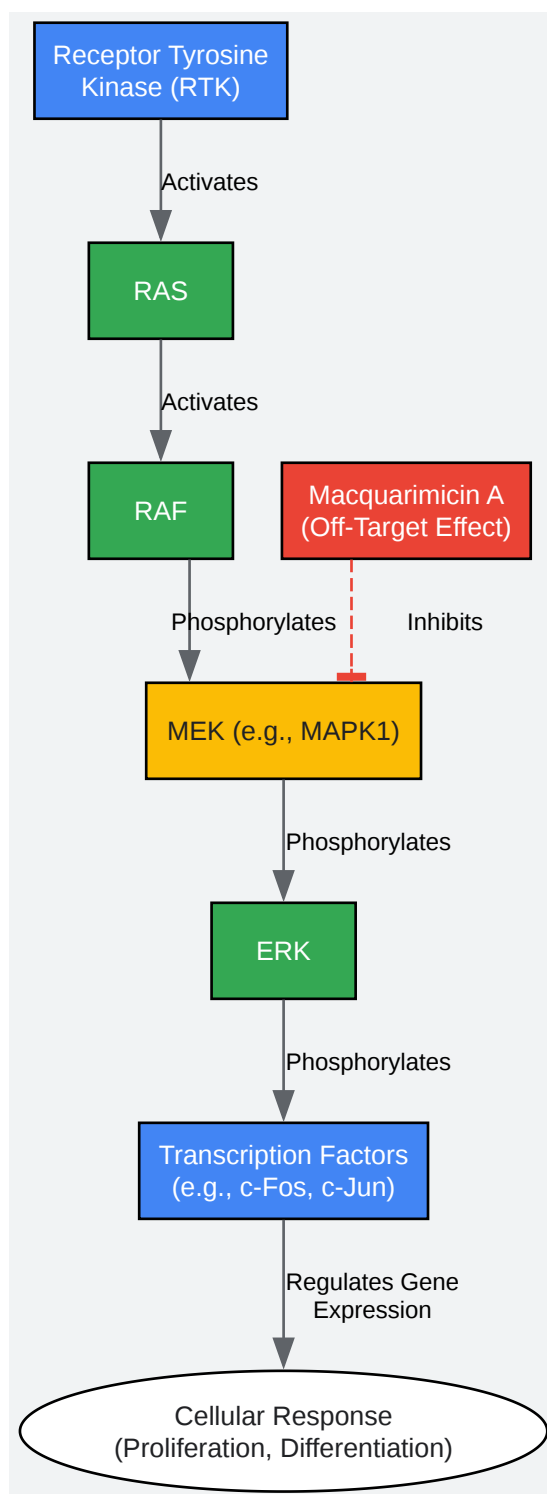 Receptor Tyrosine
Kinase (RTK)
Activates
RAS
Activates
RAF
Macquarimicin A
(Off-Target Effect)
Phosphorylates
Inhibits
MEK (e.g., MAPK1)
Phosphorylates
ERK
Phosphorylates
Transcription Factors
(e.g., c-Fos, c-Jun)
Regulates Gene
Expression
Cellular Response
(Proliferation, Differentiation)